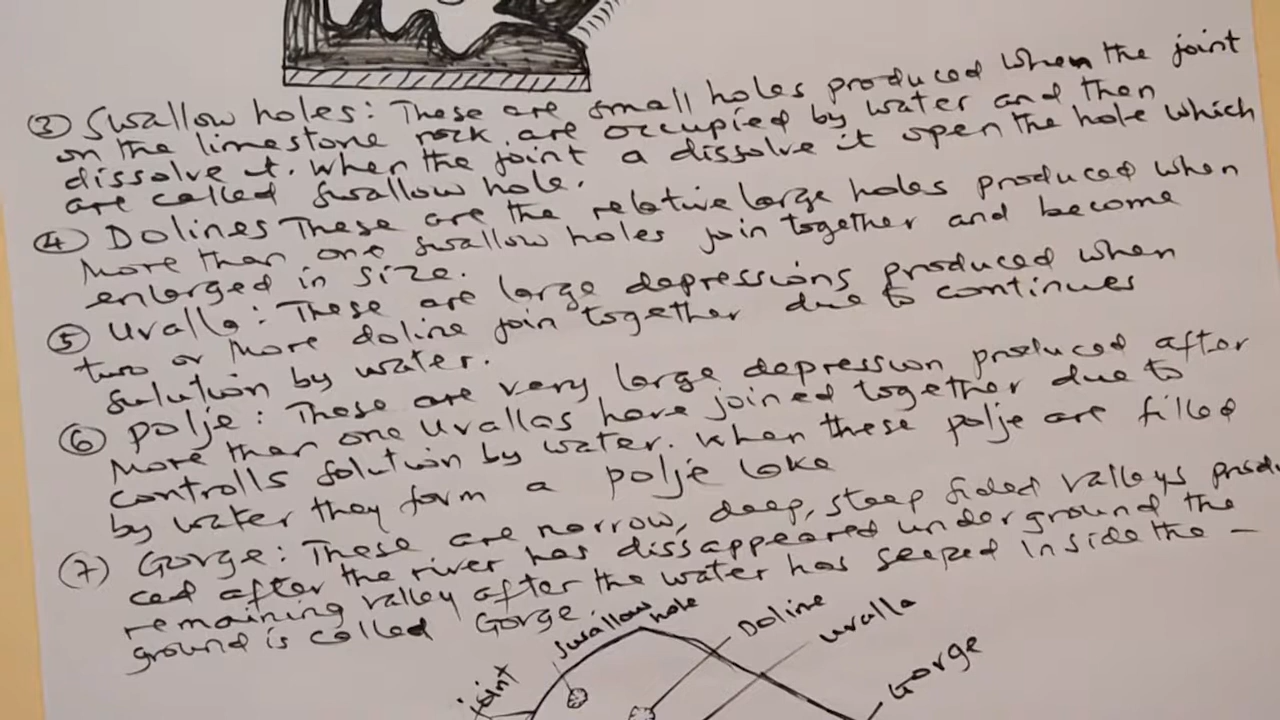 ③ Swallow holes: These are small holes produced when the joint
on the limestone rock are occupied by water and then
dissolve it. when the joint a dissolve it open the hole which
are called swallow hole.
④ Dolines These are the relative large holes produced when
More than one swallow holes join together and become
enlarged in size.
⑤ Uvalla: These are large depressions produced when
two or more doline join together due to continues
solution by water.
⑥ Polje: These are very large depression produced after
More than one uvallas have joined together due to
controlls solution by water. when these polje are filled
by water they form a polje lake
⑦ Gorge: These are narrow, deep, steep sided valleys produ
ced after the river has dissappeared underground the
remaining valley after the water has seeped inside the -
ground is called Gorge.
swallow hole
Doline
uvalla
Gorge
joint